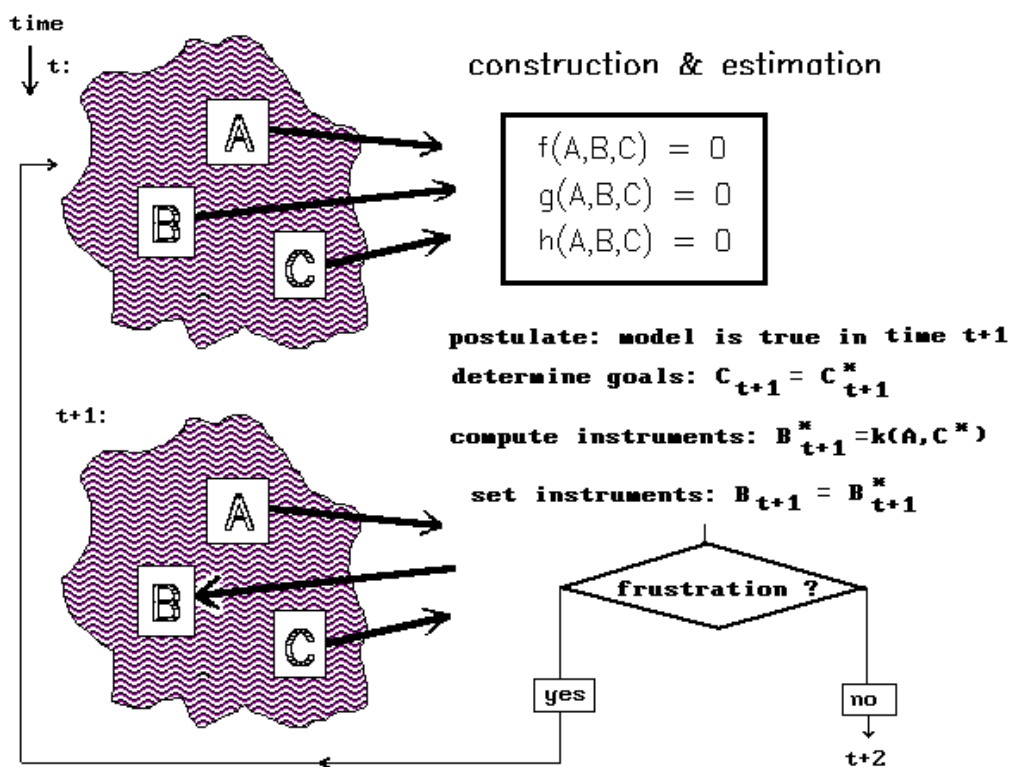 time
t:
construction & estimation
A
B
C
f(A,B,C) = 0
g(A,B,C) = 0
h(A,B,C) = 0
postulate: model is true in time t+1
determine goals: C t+1 = C* t+1
t+1:
compute instruments: B* t+1 =k(A,C*)
set instruments: B t+1 = B* t+1
A
B
C
frustration ?
yes
no
t+2